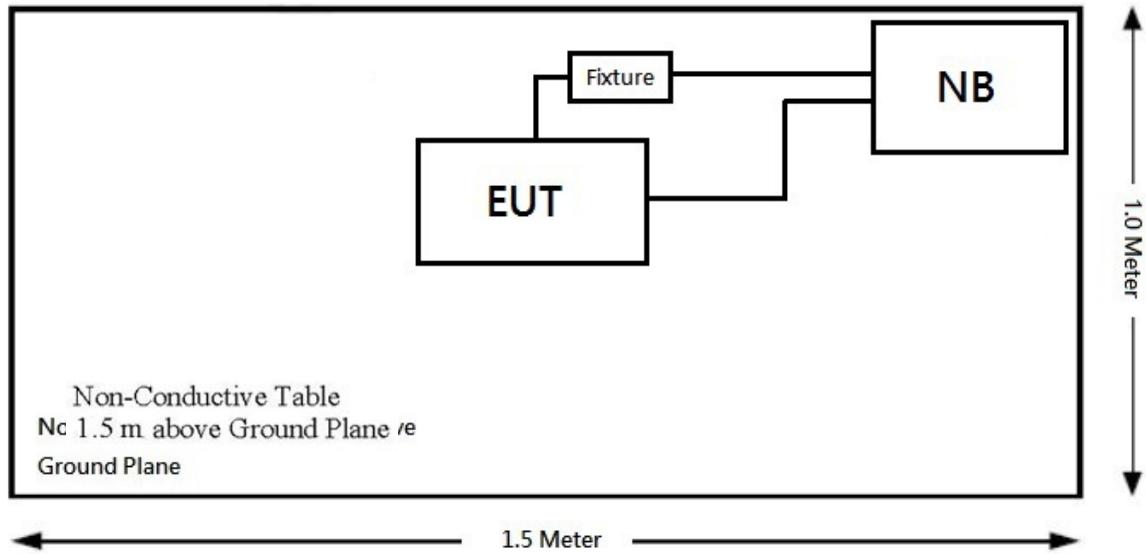 Fixture
NB
EUT
1.0 Meter
Non-Conductive Table
1.5 m above Ground Plane
Ground Plane
1.5 Meter